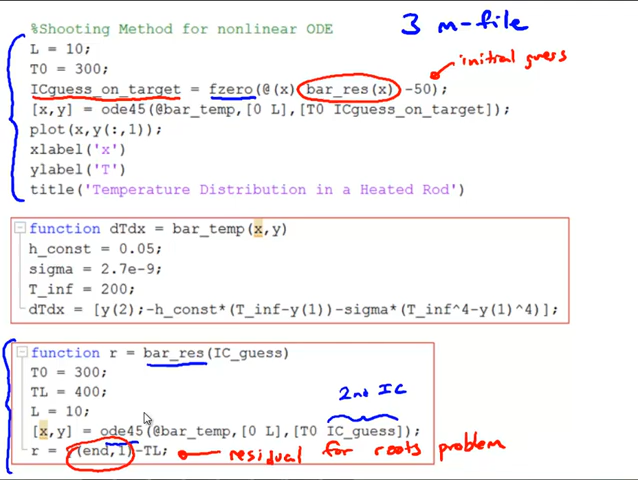 %Shooting Method for nonlinear ODE
3 m-file
L = 10;
T0 = 300;
initial guess
ICguess_on_target = fzero(@(x) bar_res(x) -50);
[x,y] = ode45(@bar_temp,[0 L],[T0 ICguess_on_target]);
plot(x,y(:,1));
xlabel('x')
ylabel('T')
title('Temperature Distribution in a Heated Rod')
function dTdx = bar_temp(x,y)
h_const = 0.05;
sigma = 2.7e-9;
T_inf = 200;
dTdx = [y(2);-h_const*(T_inf-y(1))-sigma*(T_inf^4-y(1)^4)];
function r = bar_res(IC_guess)
T0 = 300;
TL = 400;
2nd IC
L = 10;
[x,y] = ode45(@bar_temp,[0 L],[T0 IC_guess]);
r = (end,1)-TL;
residual for roots problem